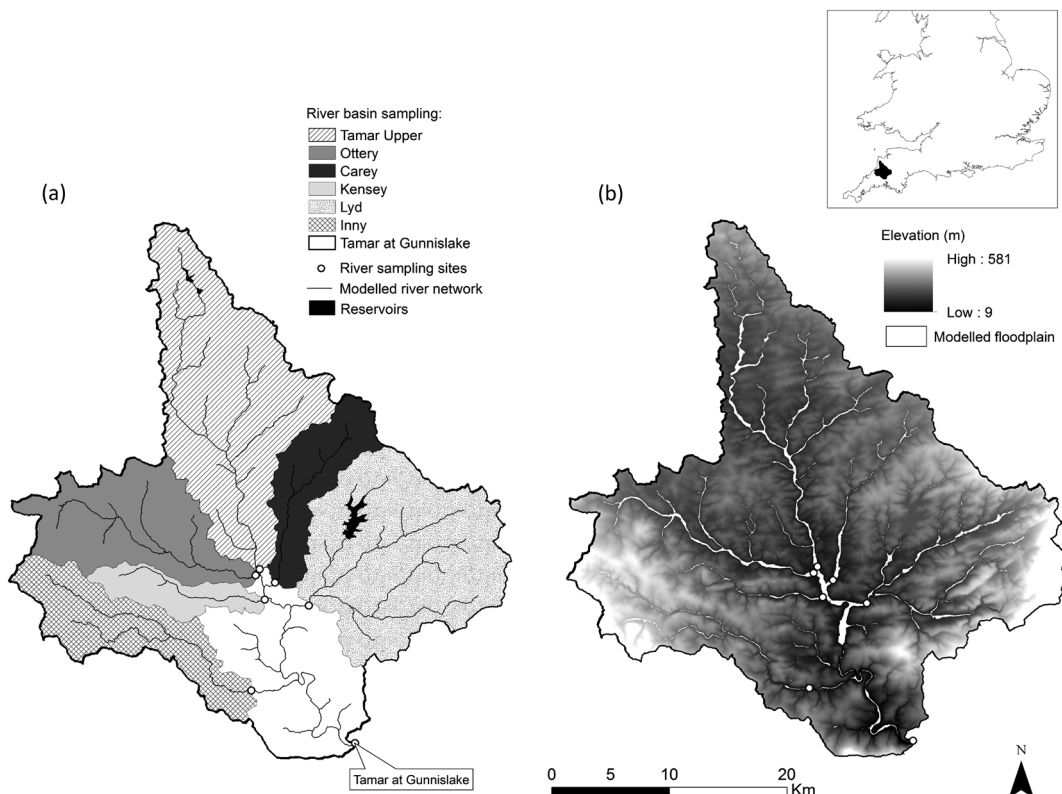 (a)
River basin sampling:
Tamar Upper
Ottery
Carey
Kensey
Lyd
Inny
Tamar at Gunnislake
River sampling sites
Modelled river network
Reservoirs
Tamar at Gunnislake
(b)
Elevation (m)
High : 581
Low : 9
Modelled floodplain
0 5 10 20
Km
N